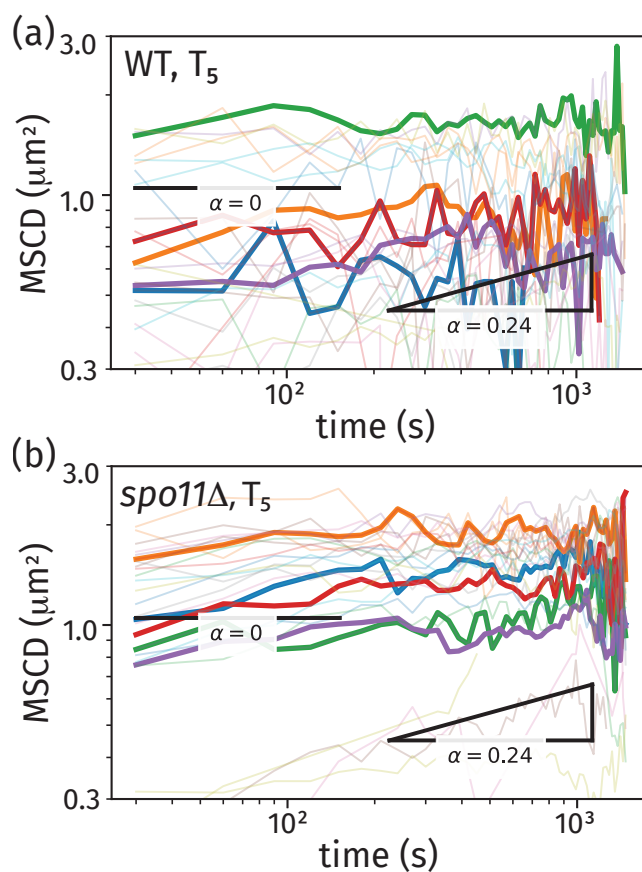 (a)
WT, T₅
3.0
1.0
0.3
MSCD (μm²)
α = 0
α = 0.24
10²
10³
time (s)
(b)
spo11Δ, T₅
3.0
1.0
0.3
MSCD (μm²)
α = 0
α = 0.24
10²
10³
time (s)